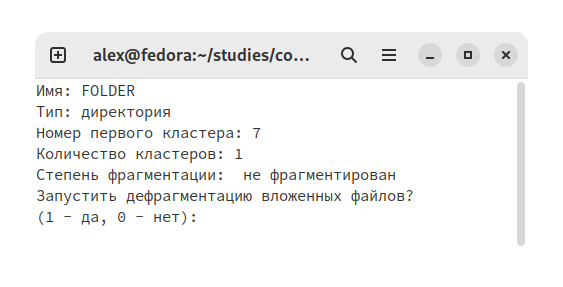 alex@fedora:~/studies/co...
Имя: FOLDER
Тип: директория
Номер первого кластера: 7
Количество кластеров: 1
Степень фрагментации:  не фрагментирован
Запустить дефрагментацию вложенных файлов?
(1 - да, 0 - нет):